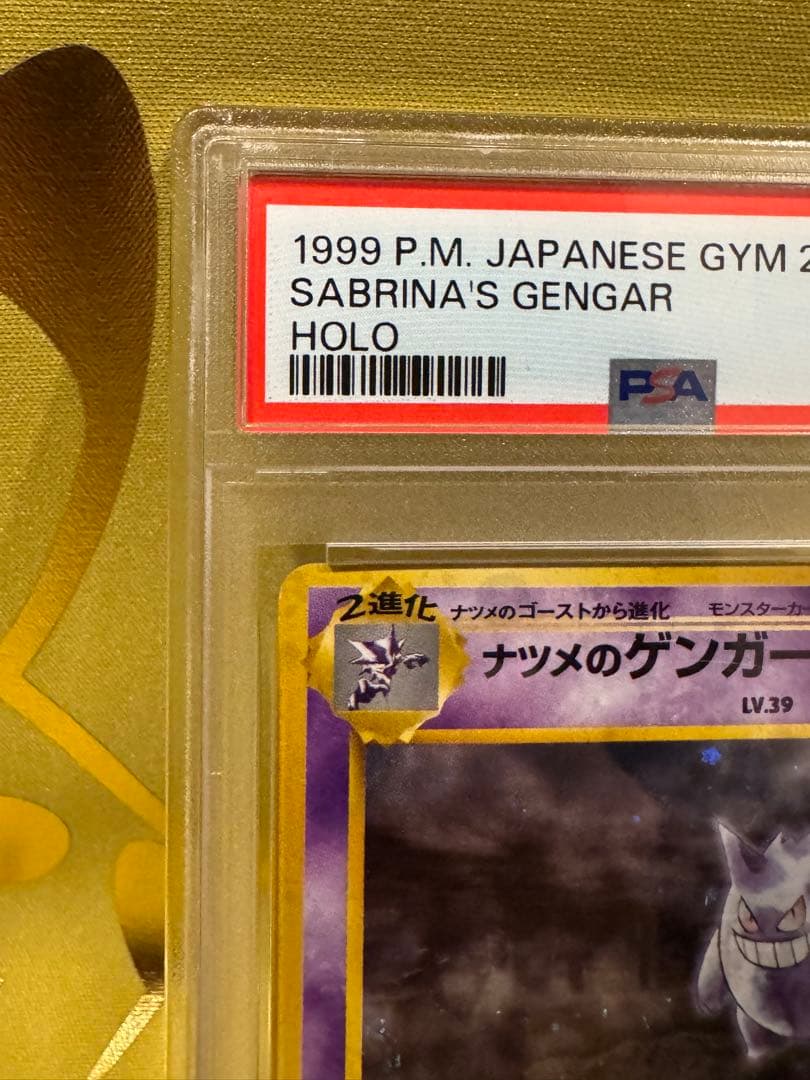 1999 P.M. JAPANESE GYM 2
SABRINA'S GENGAR
HOLO
PSA
2進化 ナツメのゴーストから進化 モンスターカ
ナツメのゲンガー
LV.39